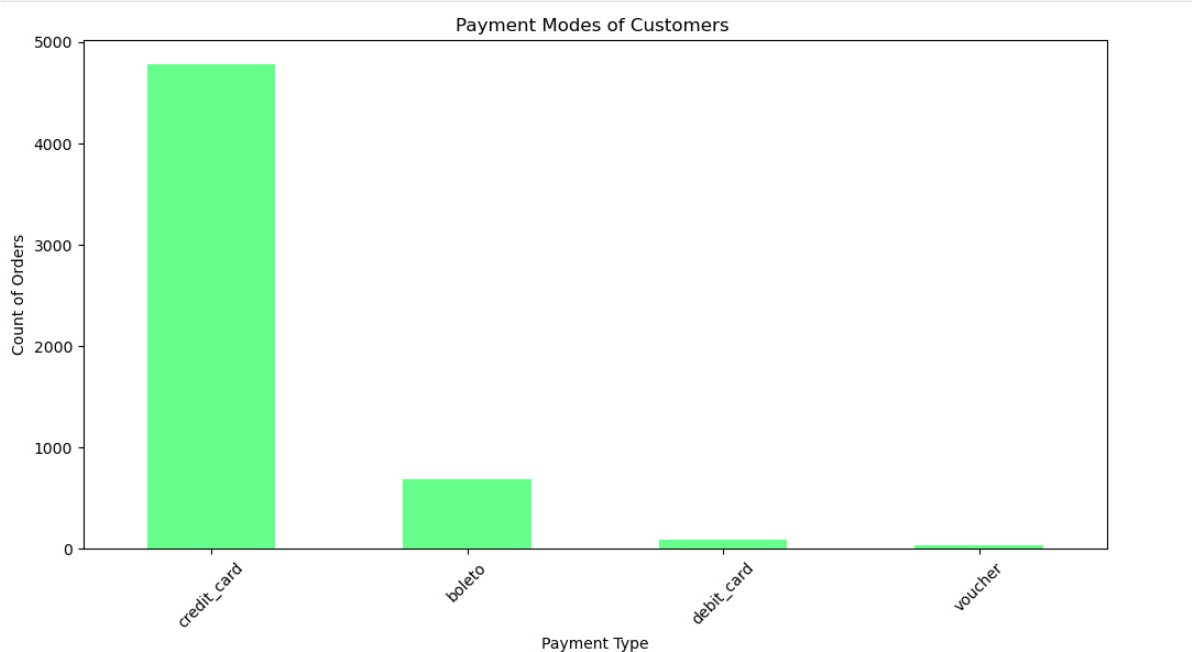 Payment Modes of Customers
5000
4000
3000
2000
1000
0
Count of Orders
credit_card
boleto
debit_card
voucher
Payment Type